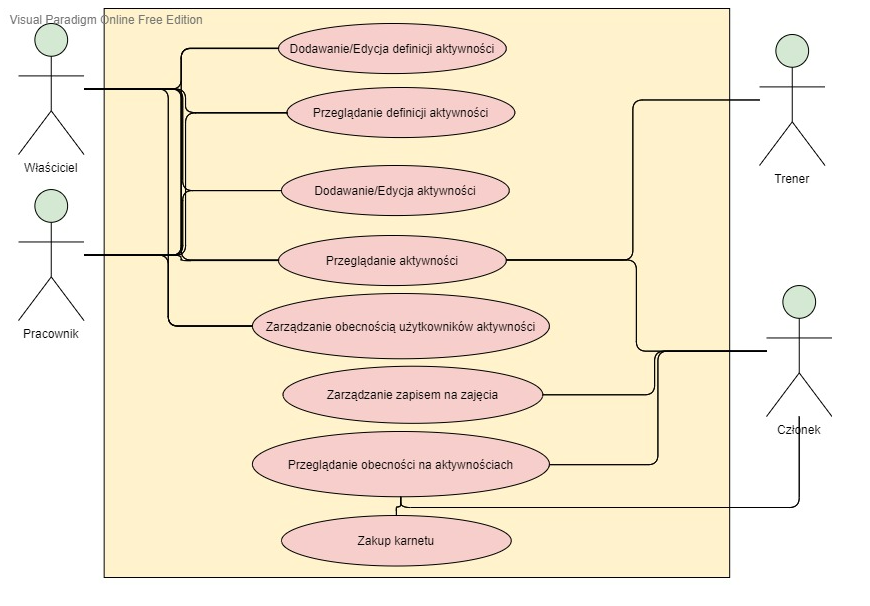 Visual Paradigm Online Free Edition
Dodawanie/Edycja definicji aktywności
Przeglądanie definicji aktywności
Właściciel
Trener
Dodawanie/Edycja aktywności
Przeglądanie aktywności
Pracownik
Zarządzanie obecnością użytkowników aktywności
Zarządzanie zapisem na zajęcia
Członek
Przeglądanie obecności na aktywnościach
Zakup karnetu